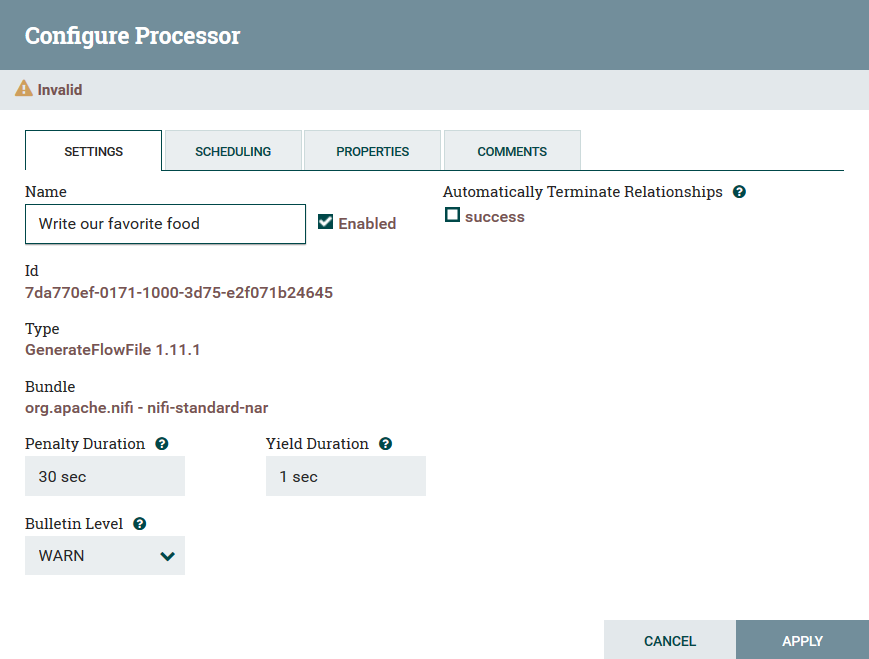 Configure Processor
Invalid
SETTINGS SCHEDULING PROPERTIES COMMENTS
Name
Write our favorite food
Enabled
Automatically Terminate Relationships
success
Id
7da770ef-0171-1000-3d75-e2f071b24645
Type
GenerateFlowFile 1.11.1
Bundle
org.apache.nifi - nifi-standard-nar
Penalty Duration
30 sec
Yield Duration
1 sec
Bulletin Level
WARN
CANCEL APPLY